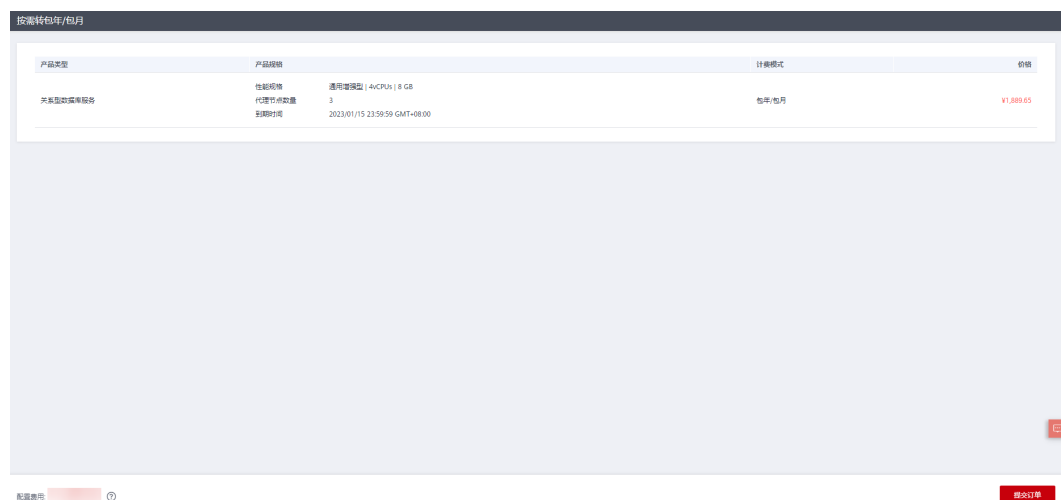 按需转包年/包月
产品类型 产品规格 计费模式 价格
性能规格 通用增强型 | 4vCPUs | 8 GB
关系型数据库服务 代理节点数量 3 包年/包月 ¥1,889.65
到期时间 2023/01/15 23:59:59 GMT+08:00
配置费用: ?
提交订单